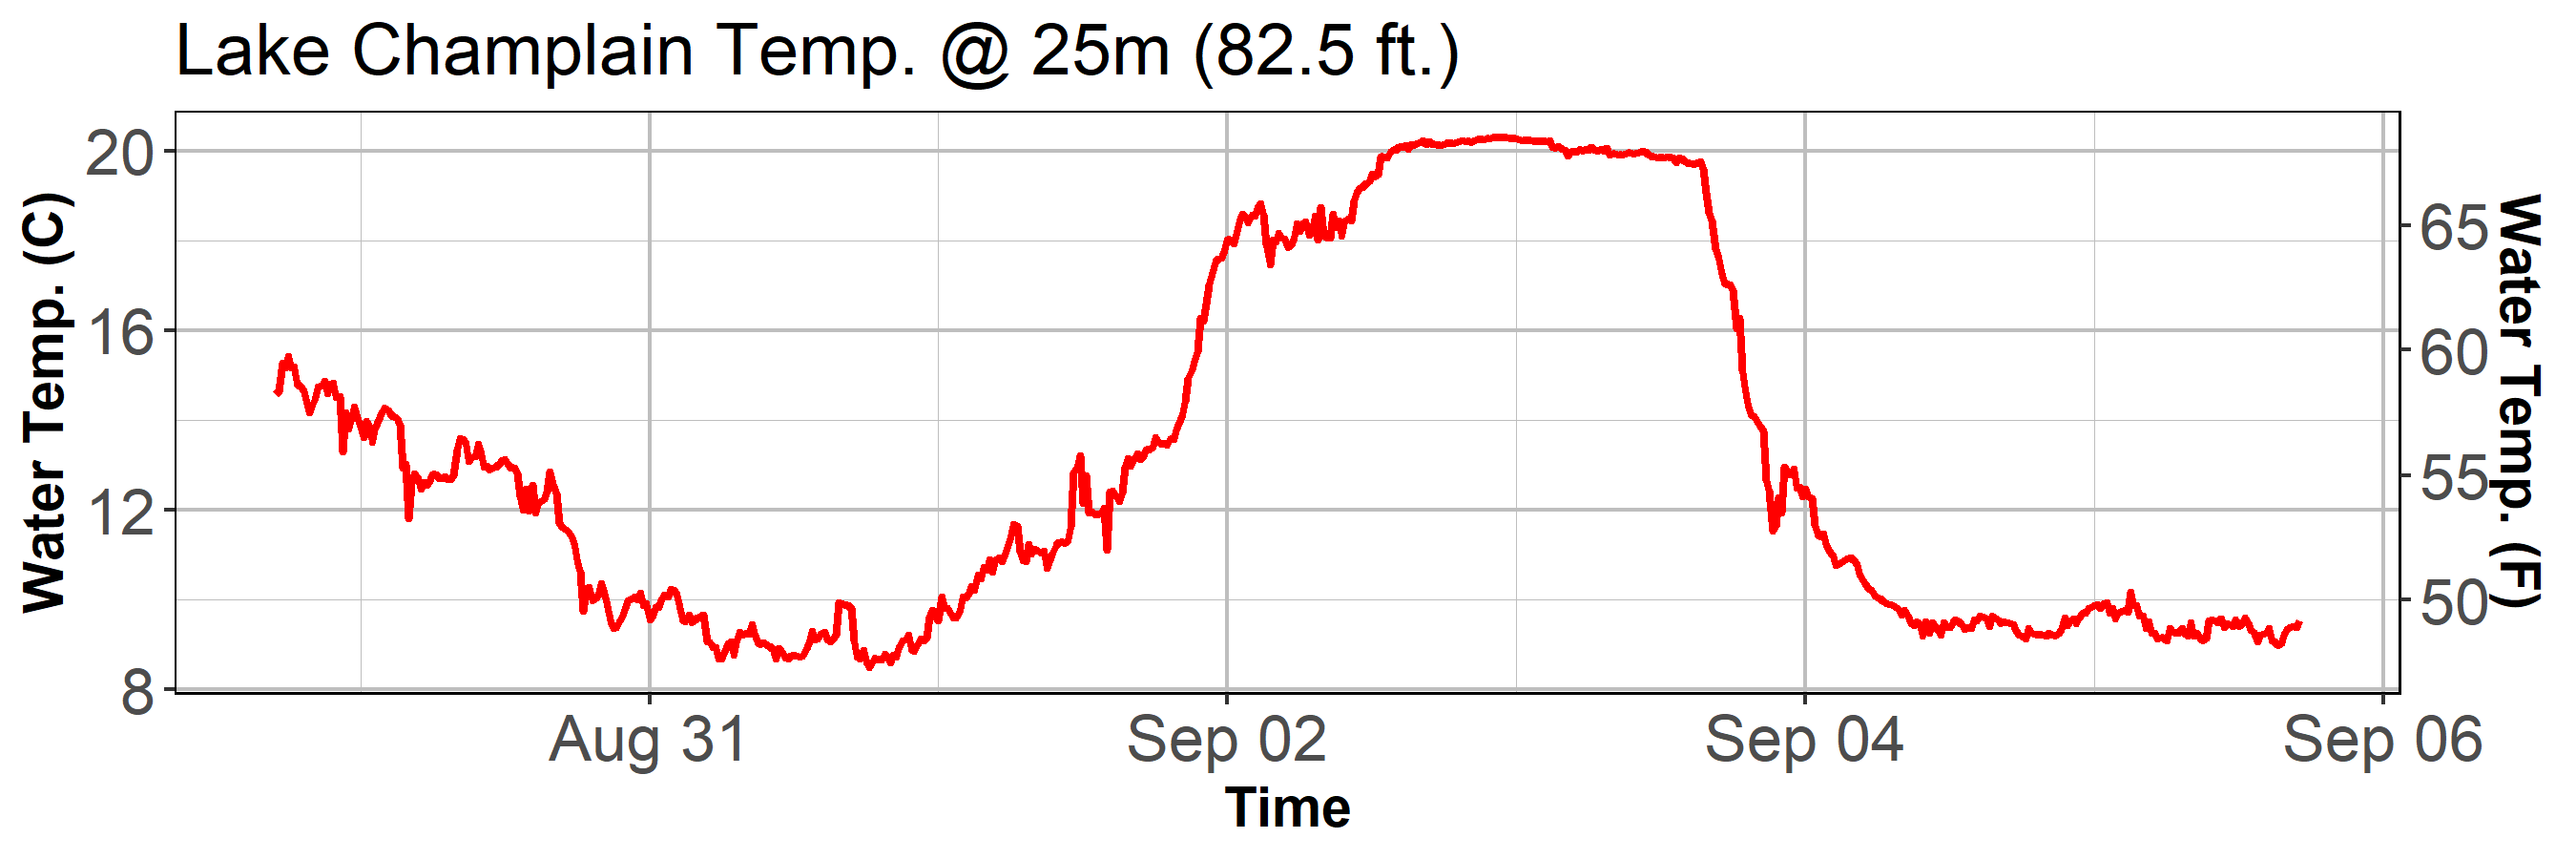 Lake Champlain Temp. @ 25m (82.5 ft.)
Water Temp. (C)
20
16
12
8
65
60
55
50
Water Temp. (F)
Aug 31 Sep 02 Sep 04 Sep 06
Time